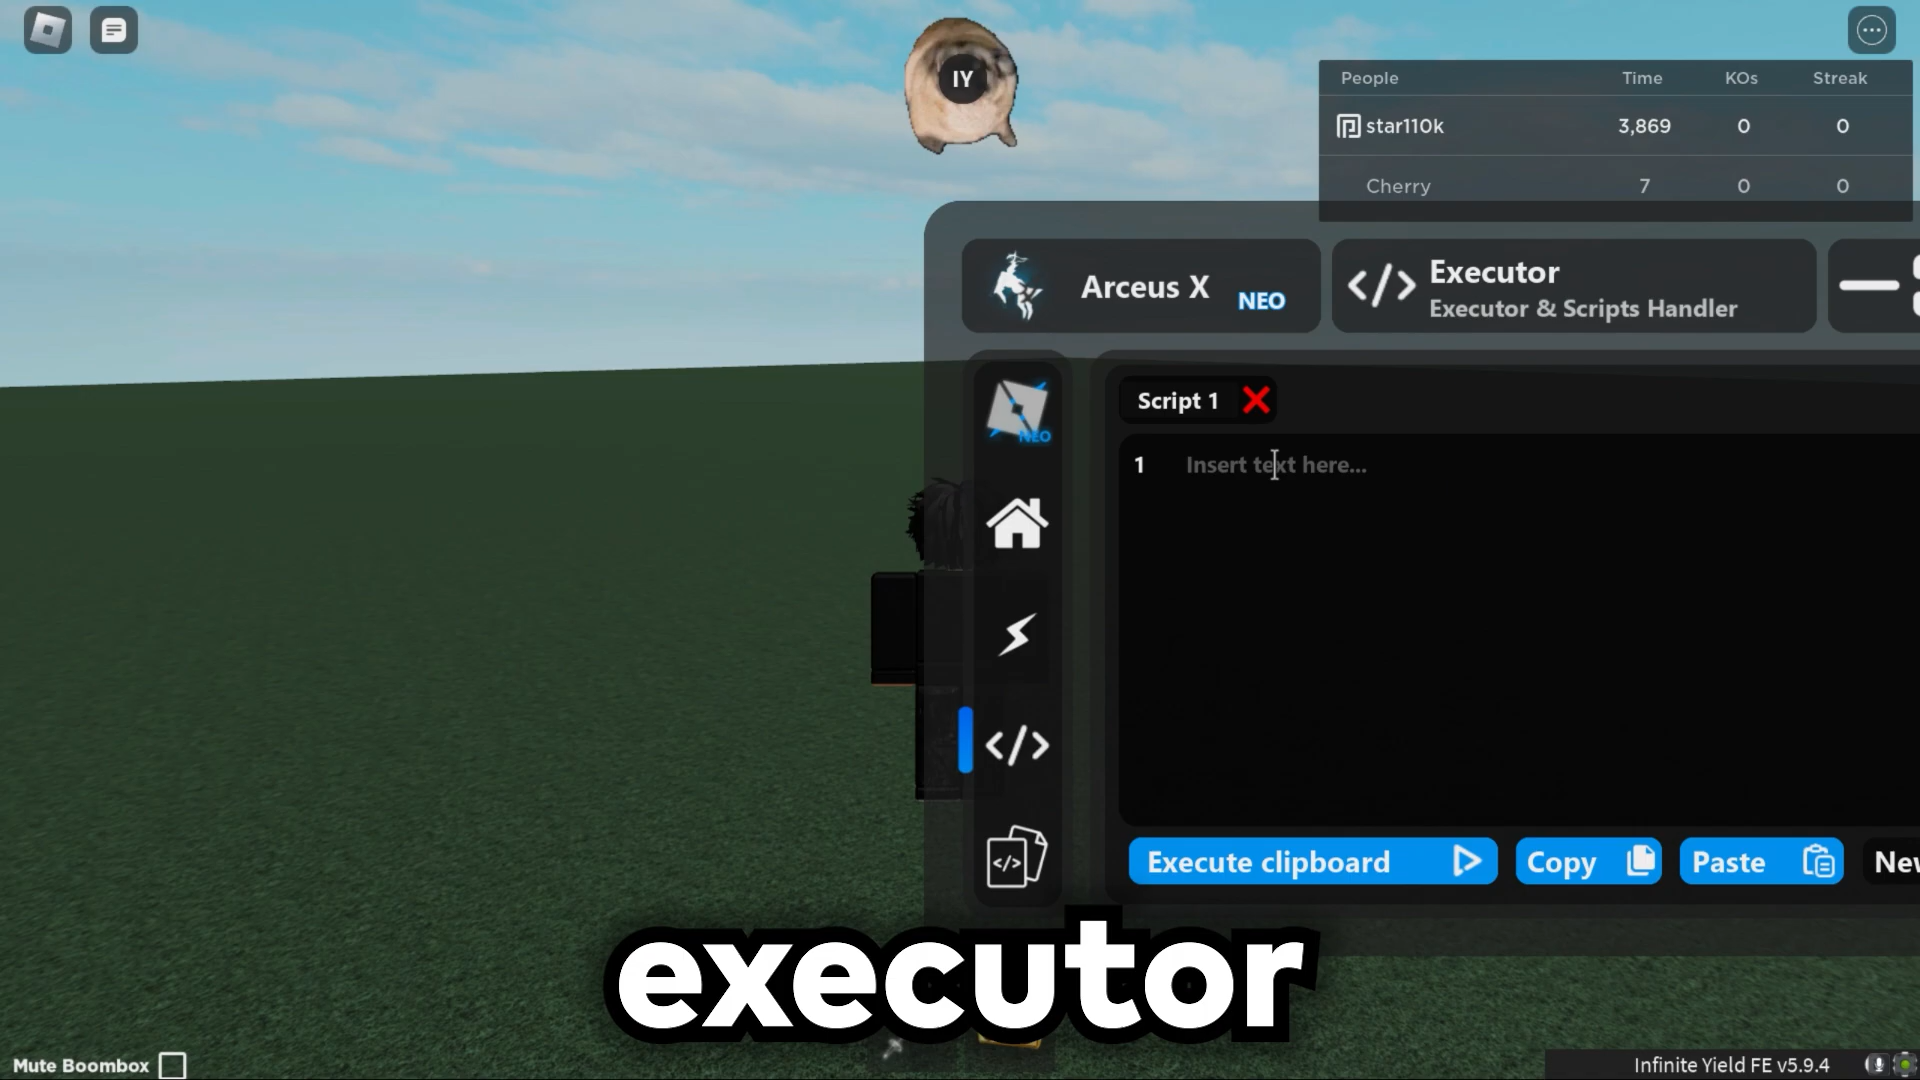 IY
People Time KOs Streak
star110k 3,869 0 0
Cherry 7 0 0
Arceus X NEO
</> Executor
Executor & Scripts Handler
NEO
Script 1
1 Insert text here...
</>
</>
Execute clipboard Copy Paste
executor
Mute Boombox
Infinite Yield FE v5.9.4